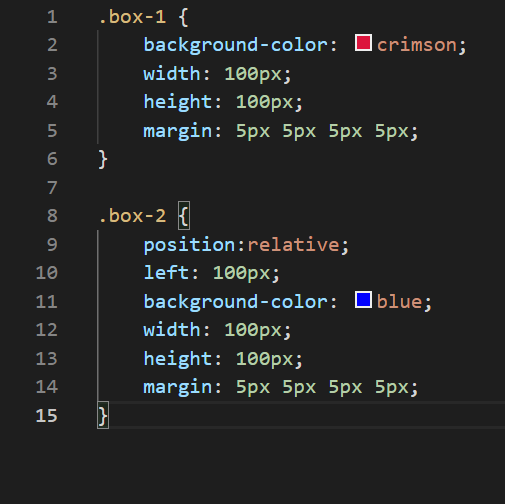 1 .box-1 {
2 background-color: crimson;
3 width: 100px;
4 height: 100px;
5 margin: 5px 5px 5px 5px;
6 }
7
8 .box-2 {
9 position:relative;
10 left: 100px;
11 background-color: blue;
12 width: 100px;
13 height: 100px;
14 margin: 5px 5px 5px 5px;
15 }